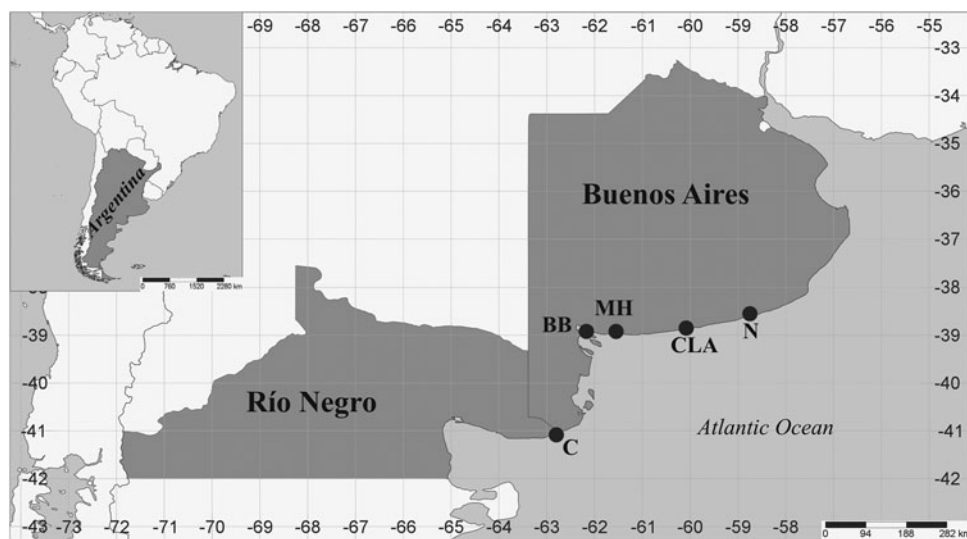 -69 -68 -67 -66 -65 -64 -63 -62 -61 -60 -59 -58 -57 -56 -55
-33
-34
-35
Argentina
Buenos Aires
-36
-37
0 760 1520 2280 km
-38
MH
BB
N
-39 -39
CLA
-40 -40
Río Negro
Atlantic Ocean
-41 -41
C
-42 -42
-43 -73 -72 -71 -70 -69 -68 -67 -66 -65 -64 -63 -62 -61 -60 -59 -58
0 94 188 282 km